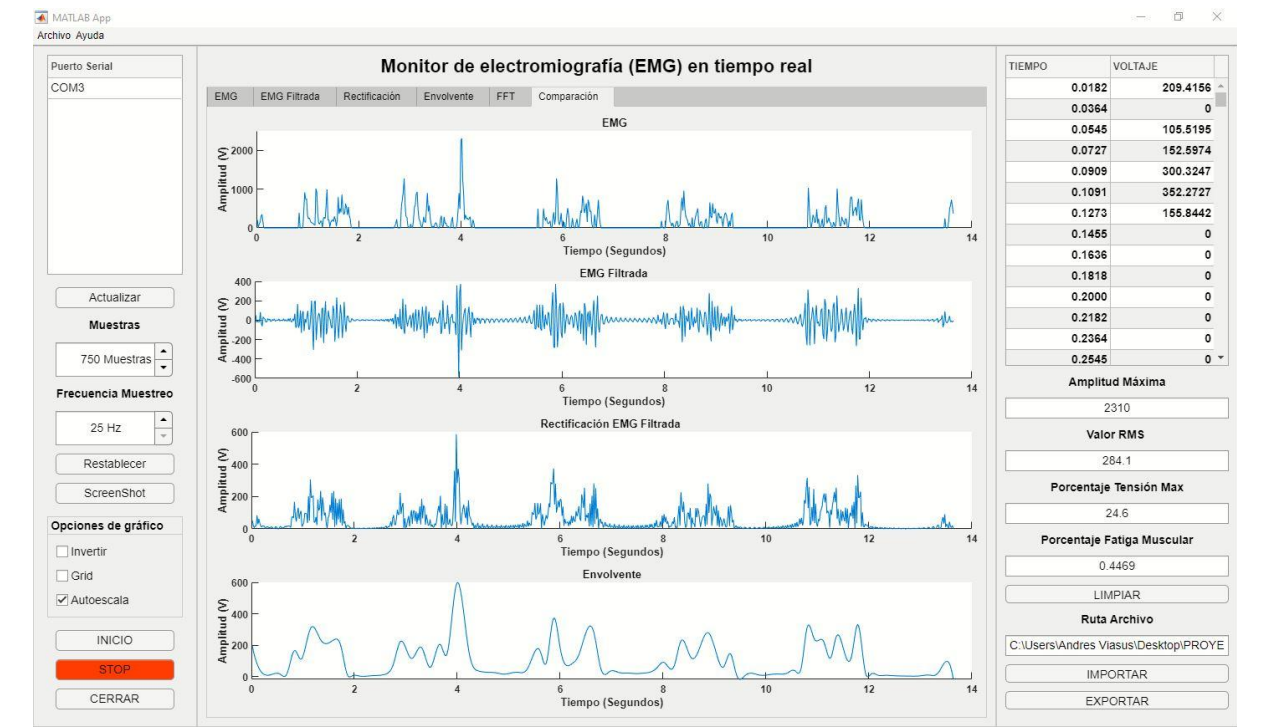 MATLAB App
Archivo Ayuda
Puerto Serial
COM3
Actualizar
Muestras
750 Muestras
Frecuencia Muestreo
25 Hz
Restablecer
ScreenShot
Opciones de gráfico
Invertir
Grid
Autoescala
INICIO
STOP
CERRAR
Monitor de electromiografía (EMG) en tiempo real
EMG EMG Filtrada Rectificación Envolvente FFT Comparación
EMG
Amplitud (V)
2000
1000
0
0 2 4 6 8 10 12 14
Tiempo (Segundos)
EMG Filtrada
Amplitud (V)
400
200
0
-200
-400
-600
0 2 4 6 8 10 12 14
Tiempo (Segundos)
Rectificación EMG Filtrada
Amplitud (V)
600
400
200
0
0 2 4 6 8 10 12 14
Tiempo (Segundos)
Envolvente
Amplitud (V)
600
400
200
0
0 2 4 6 8 10 12 14
Tiempo (Segundos)
TIEMPO VOLTAJE
0.0182 209.4156
0.0364 0
0.0545 105.5195
0.0727 152.5974
0.0909 300.3247
0.1091 352.2727
0.1273 155.8442
0.1455 0
0.1636 0
0.1818 0
0.2000 0
0.2182 0
0.2364 0
0.2545 0
Amplitud Máxima
2310
Valor RMS
284.1
Porcentaje Tensión Max
24.6
Porcentaje Fatiga Muscular
0.4469
LIMPIAR
Ruta Archivo
C:\Users\Andres Viasus\Desktop\PROYE
IMPORTAR
EXPORTAR